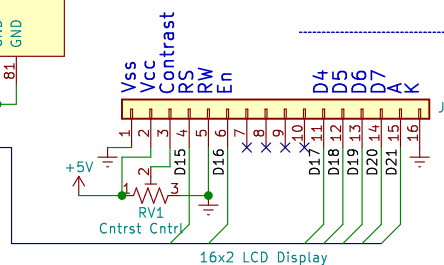 GND
GND
81
Vss
Vcc
Contrast
RS
RW
En
D4
D5
D6
D7
A
K
J
1
2
3
4
5
6
7
8
9
10
11
12
13
14
15
16
D15
D16
D17
D18
D19
D20
D21
+5V
1
2
3
RV1
Cntrst Cntrl
16x2 LCD Display